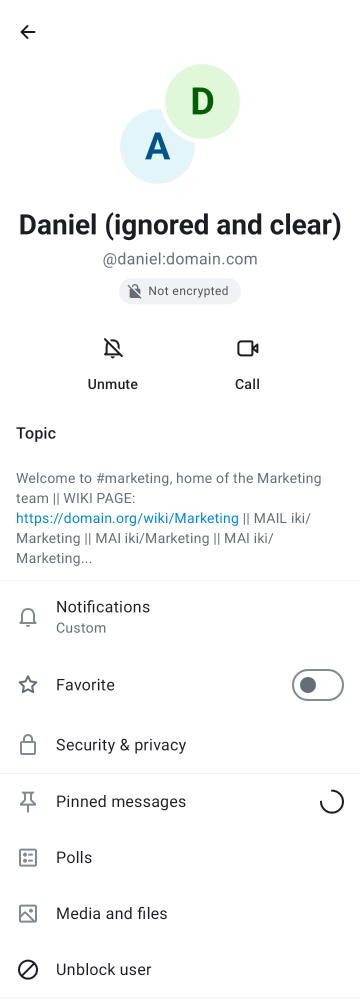 D
A
Daniel (ignored and clear)
@daniel:domain.com
Not encrypted
Unmute
Call
Topic
Welcome to #marketing, home of the Marketing
team || WIKI PAGE:
https://domain.org/wiki/Marketing || MAIL iki/
Marketing || MAI iki/Marketing || MAI iki/
Marketing...
Notifications
Custom
Favorite
Security & privacy
Pinned messages
Polls
Media and files
Unblock user